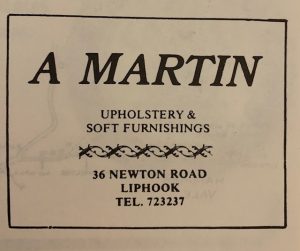 A MARTIN
UPHOLSTERY &
SOFT FURNISHINGS
36 NEWTON ROAD
LIPHOOK
TEL. 723237